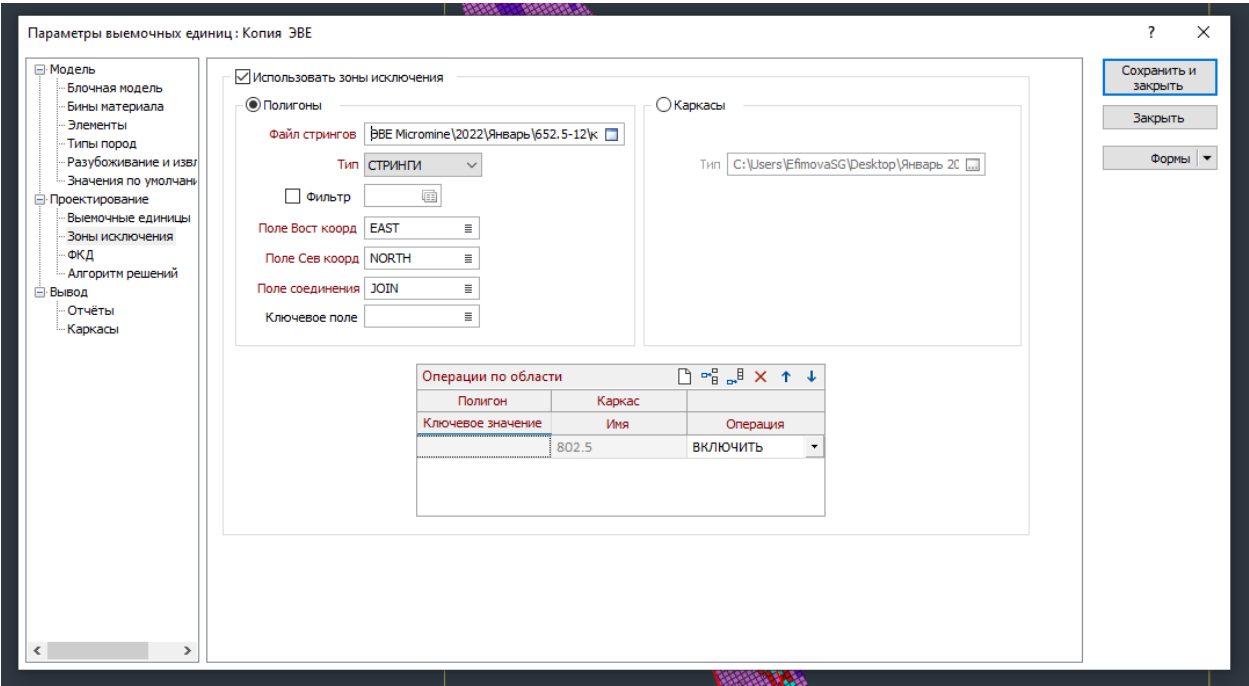 Параметры выемочных единиц : Копия ЭВЕ
?
Модель
Блочная модель
Бины материала
Элементы
Типы пород
Разубоживание и извл
Значения по умолчани
Проектирование
Выемочные единицы
Зоны исключения
ФКД
Алгоритм решений
Вывод
Отчёты
Каркасы
Использовать зоны исключения
Полигоны
Файл стрингов ЭВЕ Micromine\2022\Январь\652.5-12\к
Тип СТРИНГИ
Фильтр
Поле Вост коорд EAST
Поле Сев коорд NORTH
Поле соединения JOIN
Ключевое поле
Каркасы
Тип C:\Users\EfimovaSG\Desktop\Январь 20
Операции по области
Полигон Каркас
Ключевое значение Имя Операция
802.5 ВКЛЮЧИТЬ
Сохранить и
закрыть
Закрыть
Формы